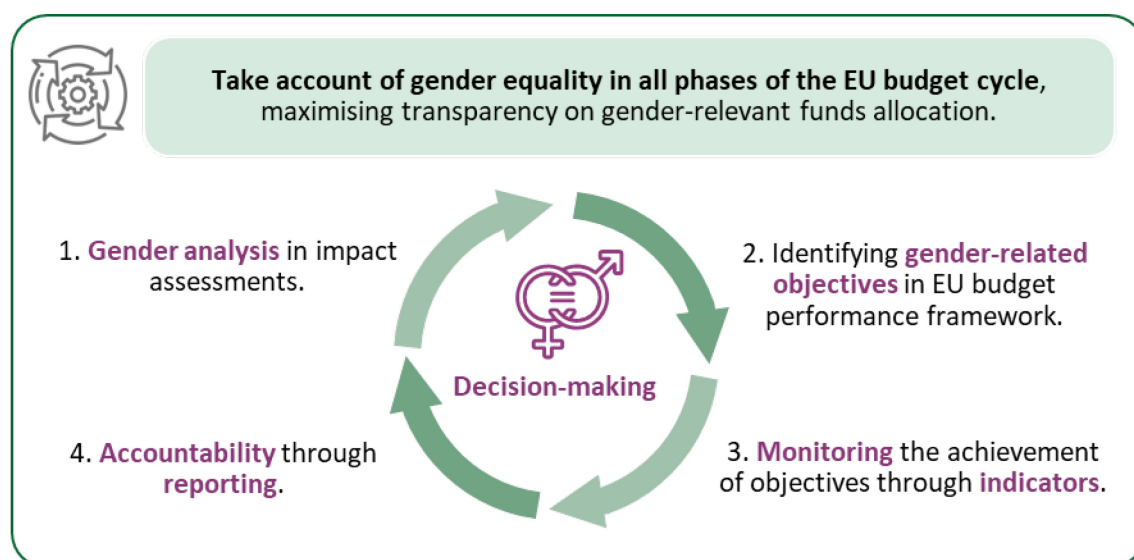 Take account of gender equality in all phases of the EU budget cycle,
maximising transparency on gender-relevant funds allocation.
1. Gender analysis in impact
assessments.
2. Identifying gender-related
objectives in EU budget
performance framework.
Decision-making
3. Monitoring the achievement
of objectives through indicators.
4. Accountability through
reporting.